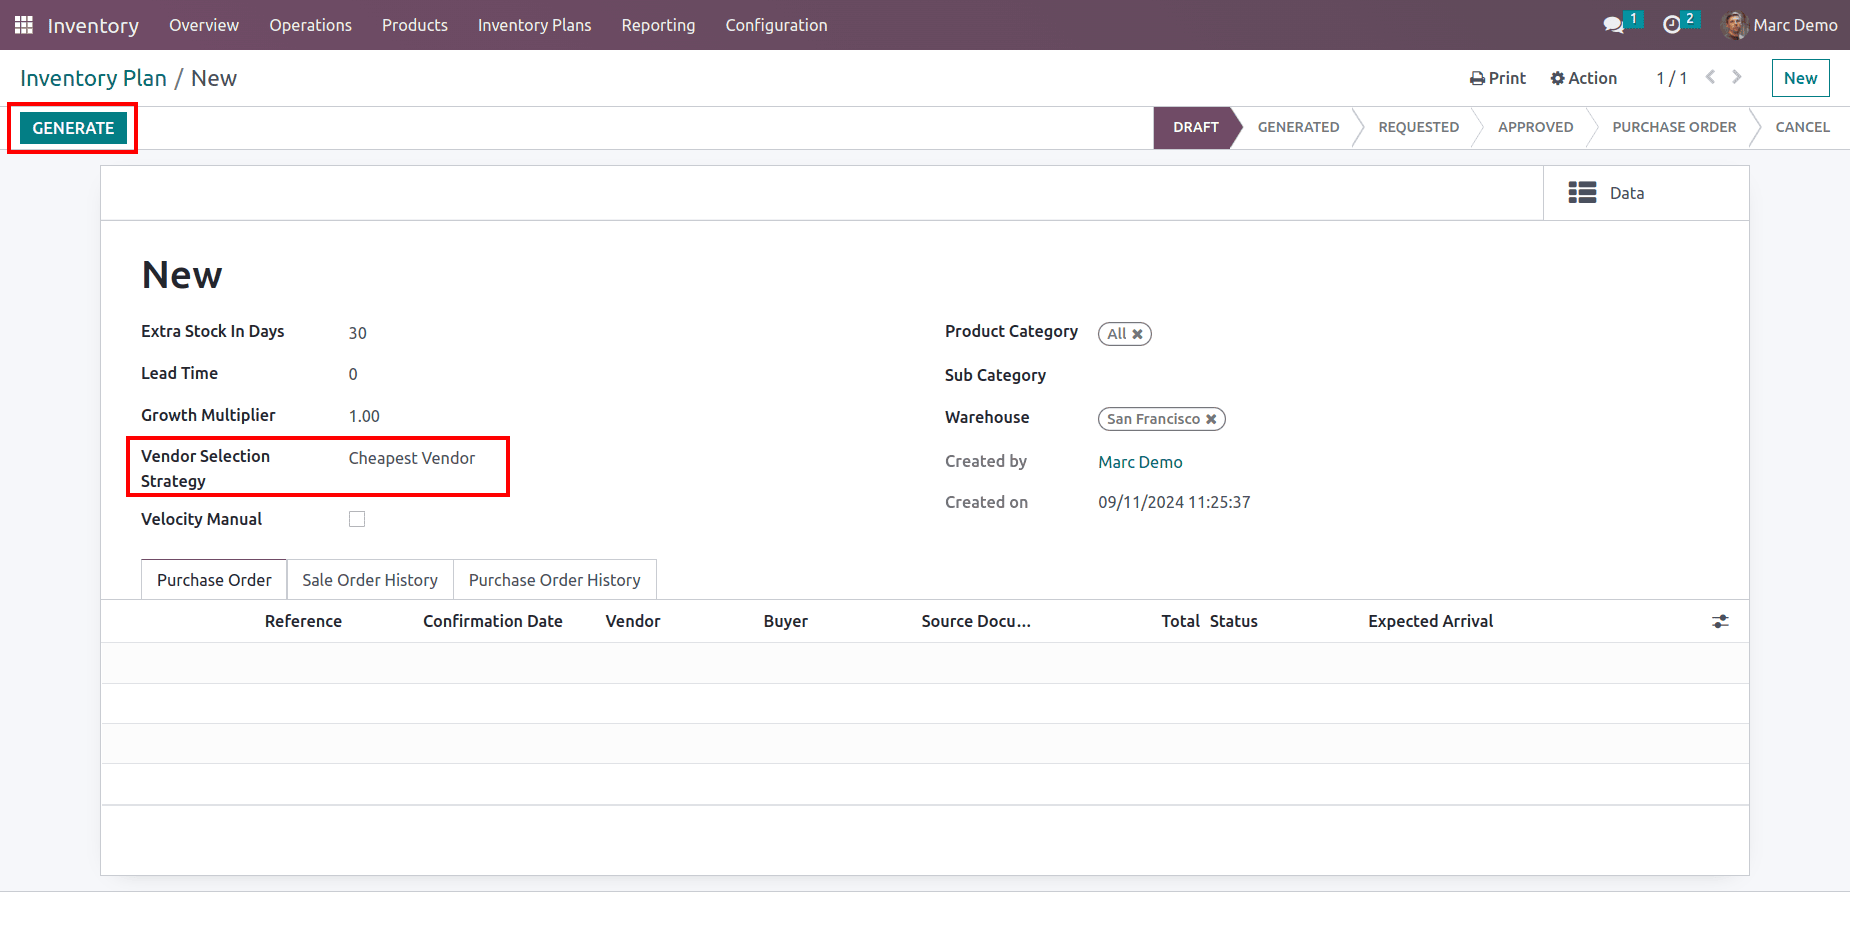 Inventory Overview Operations Products Inventory Plans Reporting Configuration 1 2 Marc Demo
Inventory Plan / New Print Action 1 / 1 New
GENERATE DRAFT GENERATED REQUESTED APPROVED PURCHASE ORDER CANCEL
Data
New
Extra Stock In Days 30 Product Category All
Lead Time 0 Sub Category
Growth Multiplier 1.00 Warehouse San Francisco
Vendor Selection Strategy Cheapest Vendor Created by Marc Demo
Velocity Manual Created on 09/11/2024 11:25:37
Purchase Order Sale Order History Purchase Order History
Reference Confirmation Date Vendor Buyer Source Docu... Total Status Expected Arrival